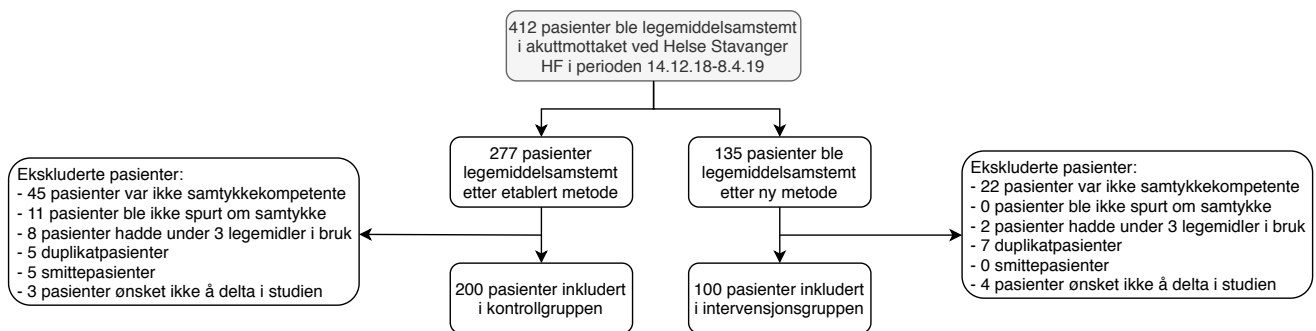 412 pasienter ble legemiddelsamstemt
i akuttmottaket ved Helse Stavanger
HF i perioden 14.12.18-8.4.19
277 pasienter
legemiddelsamstemt
etter etablert metode
135 pasienter ble
legemiddelsamstemt
etter ny metode
Ekskluderte pasienter:
- 45 pasienter var ikke samtykkekompetente
- 11 pasienter ble ikke spurt om samtykke
- 8 pasienter hadde under 3 legemidler i bruk
- 5 duplikatpasienter
- 5 smittepasienter
- 3 pasienter ønsket ikke å delta i studien
Ekskluderte pasienter:
- 22 pasienter var ikke samtykkekompetente
- 0 pasienter ble ikke spurt om samtykke
- 2 pasienter hadde under 3 legemidler i bruk
- 7 duplikatpasienter
- 0 smittepasienter
- 4 pasienter ønsket ikke å delta i studien
200 pasienter inkludert
i kontrollgruppen
100 pasienter inkludert
i intervensjonsgruppen